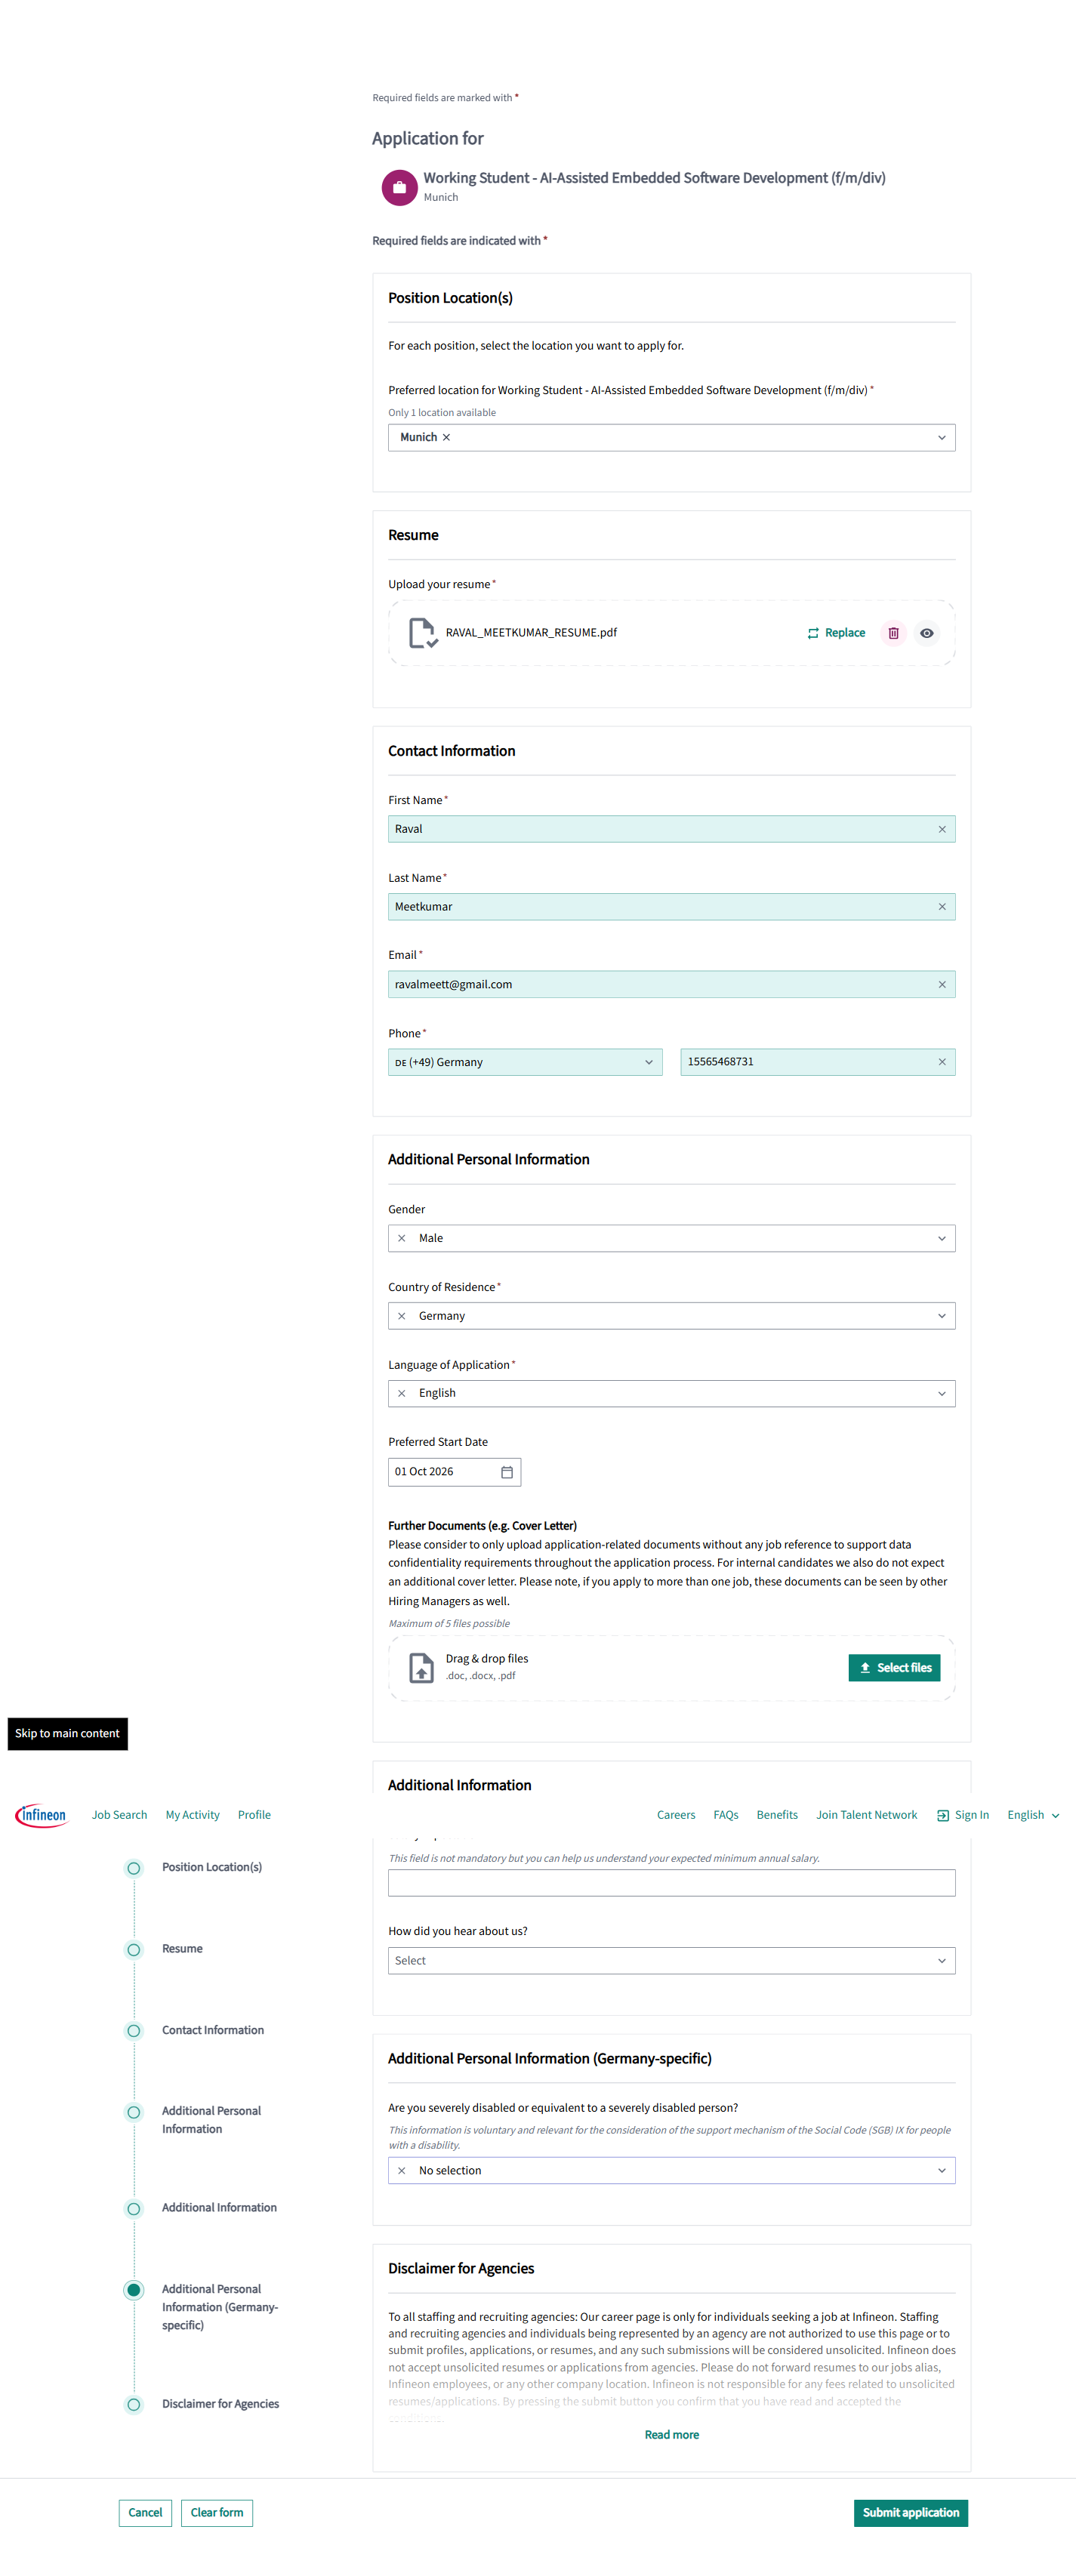 Required fields are marked with *
Application for
Working Student - AI-Assisted Embedded Software Development (f/m/div)
Munich
Required fields are indicated with *
Position Location(s)
For each position, select the location you want to apply for.
Preferred location for Working Student - AI-Assisted Embedded Software Development (f/m/div) *
Only 1 location available
Munich
Resume
Upload your resume *
RAVAL_MEETKUMAR_RESUME.pdf
Replace
Contact Information
First Name *
Raval
Last Name *
Meetkumar
Email *
ravalmeett@gmail.com
Phone *
DE (+49) Germany
15565468731
Additional Personal Information
Gender
Male
Country of Residence *
Germany
Language of Application *
English
Preferred Start Date
01 Oct 2026
Further Documents (e.g. Cover Letter)
Please consider to only upload application-related documents without any job reference to support data
confidentiality requirements throughout the application process. For internal candidates we also do not expect
an additional cover letter. Please note, if you apply to more than one job, these documents can be seen by other
Hiring Managers as well.
Maximum of 5 files possible
Drag & drop files
.doc, .docx, .pdf
Select files
Skip to main content
Additional Information
infineon
Job Search
My Activity
Profile
Careers
FAQs
Benefits
Join Talent Network
Sign In
English
This field is not mandatory but you can help us understand your expected minimum annual salary.
How did you hear about us?
Select
Position Location(s)
Resume
Contact Information
Additional Personal
Information
Additional Information
Additional Personal
Information (Germany-
specific)
Disclaimer for Agencies
Additional Personal Information (Germany-specific)
Are you severely disabled or equivalent to a severely disabled person?
This information is voluntary and relevant for the consideration of the support mechanism of the Social Code (SGB) IX for people
with a disability.
No selection
Disclaimer for Agencies
To all staffing and recruiting agencies: Our career page is only for individuals seeking a job at Infineon. Staffing
and recruiting agencies and individuals being represented by an agency are not authorized to use this page or to
submit profiles, applications, or resumes, and any such submissions will be considered unsolicited. Infineon does
not accept unsolicited resumes or applications from agencies. Please do not forward resumes to our jobs alias,
Infineon employees, or any other company location. Infineon is not responsible for any fees related to unsolicited
resumes/applications. By pressing the submit button you confirm that you have read and accepted the
Read more
Cancel
Clear form
Submit application